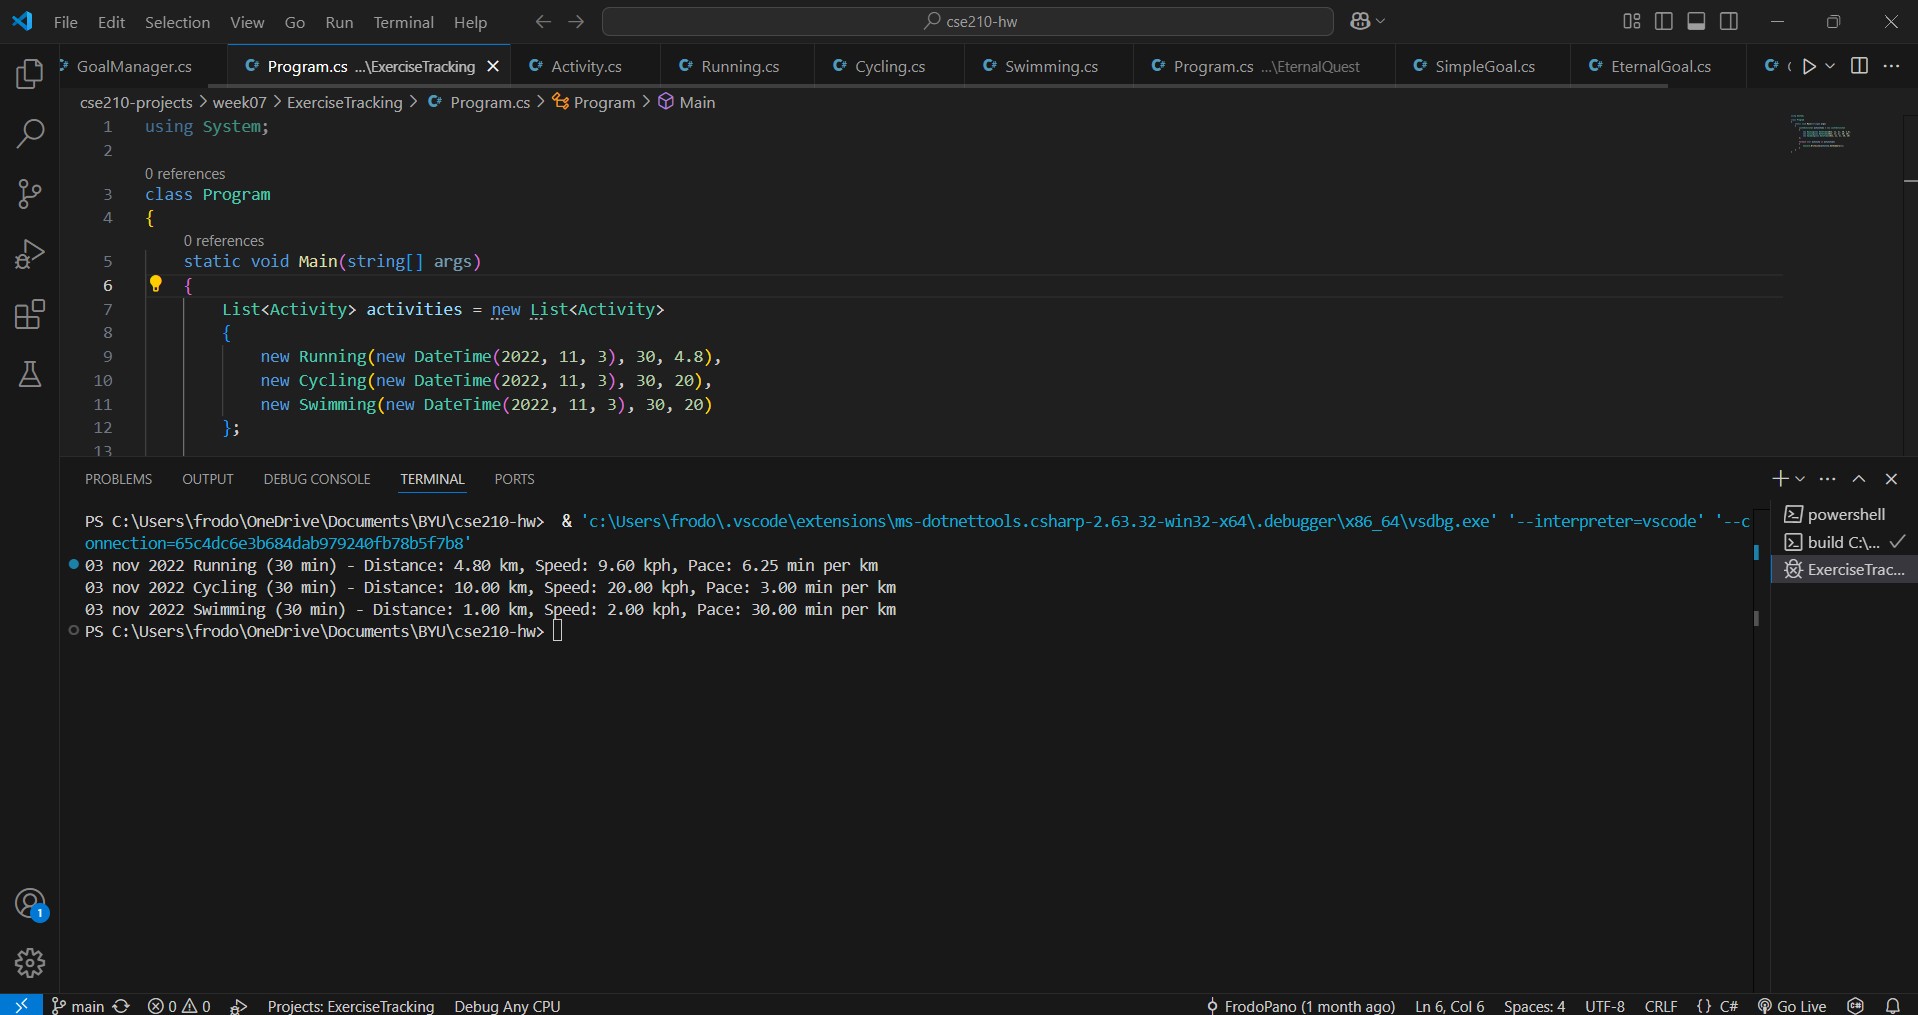 File Edit Selection View Go Run Terminal Help cse210-hw
GoalManager.cs Program.cs ...\ExerciseTracking Activity.cs Running.cs Cycling.cs Swimming.cs Program.cs ...\EternalQuest SimpleGoal.cs EternalGoal.cs
cse210-projects > week07 > ExerciseTracking > Program.cs > Program > Main
1 using System;
2
0 references
3 class Program
4 {
0 references
5 static void Main(string[] args)
6 {
7 List<Activity> activities = new List<Activity>
8 {
9 new Running(new DateTime(2022, 11, 3), 30, 4.8),
10 new Cycling(new DateTime(2022, 11, 3), 30, 20),
11 new Swimming(new DateTime(2022, 11, 3), 30, 20)
12 };
13
PROBLEMS OUTPUT DEBUG CONSOLE TERMINAL PORTS
PS C:\Users\frodo\OneDrive\Documents\BYU\cse210-hw> & 'c:\Users\frodo\.vscode\extensions\ms-dotnettools.csharp-2.63.32-win32-x64\.debugger\x86_64\vsdbg.exe' '--interpreter=vscode' '--c
onnection=65c4dc6e3b684dab979240fb78b5f7b8'
03 nov 2022 Running (30 min) - Distance: 4.80 km, Speed: 9.60 kph, Pace: 6.25 min per km
03 nov 2022 Cycling (30 min) - Distance: 10.00 km, Speed: 20.00 kph, Pace: 3.00 min per km
03 nov 2022 Swimming (30 min) - Distance: 1.00 km, Speed: 2.00 kph, Pace: 30.00 min per km
PS C:\Users\frodo\OneDrive\Documents\BYU\cse210-hw>
powershell
build C:\...
ExerciseTrac...
1
main 0 0 Projects: ExerciseTracking Debug Any CPU FrodoPano (1 month ago) Ln 6, Col 6 Spaces: 4 UTF-8 CRLF {} C# Go Live